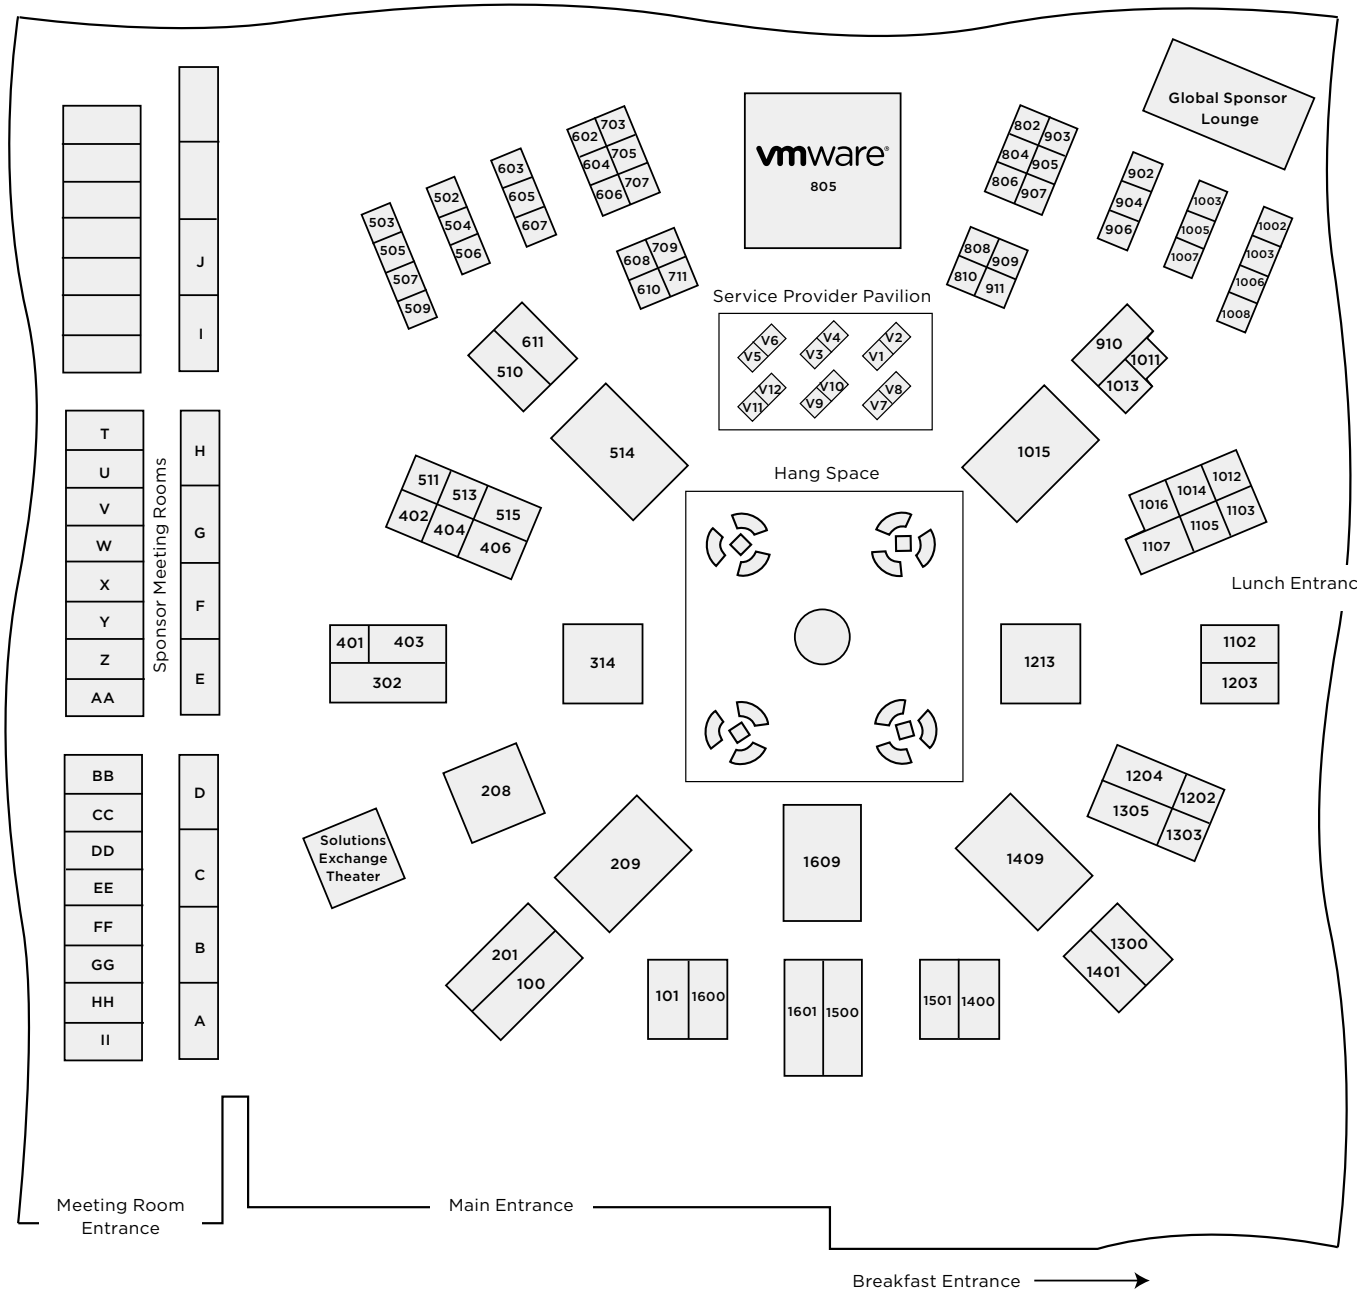 Global Sponsor
Lounge
vmware®
805
602
703
604
705
606
707
603
605
607
502
504
506
503
505
507
509
608
709
610
711
802
903
804
905
806
907
902
904
906
1003
1005
1007
1002
1003
1006
1008
808
909
810
911
J
I
Service Provider Pavilion
V6
V5
V4
V3
V2
V1
V12
V11
V10
V9
V8
V7
611
510
514
910
1011
1013
1015
Hang Space
511
513
515
402
404
406
1012
1014
1016
1103
1105
1107
Lunch Entranc
T
U
V
W
X
Y
Z
AA
Sponsor Meeting Rooms
H
G
F
E
401
403
302
314
1213
1102
1203
BB
CC
DD
EE
FF
GG
HH
II
D
C
B
A
208
Solutions
Exchange
Theater
209
201
100
1609
1409
1204
1202
1305
1303
1300
1401
101
1600
1601
1500
1501
1400
Meeting Room
Entrance
Main Entrance
Breakfast Entrance